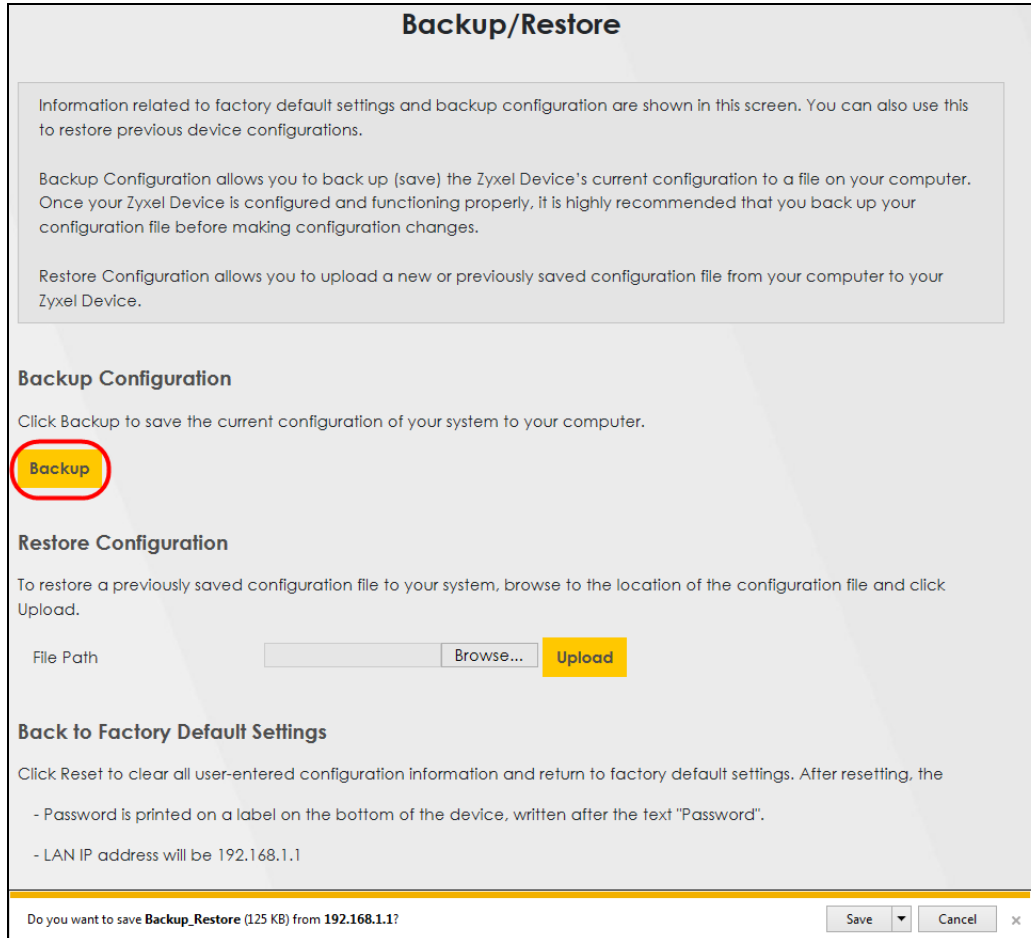 Backup/Restore
Information related to factory default settings and backup configuration are shown in this screen. You can also use this
to restore previous device configurations.
Backup Configuration allows you to back up (save) the Zyxel Device's current configuration to a file on your computer.
Once your Zyxel Device is configured and functioning properly, it is highly recommended that you back up your
configuration file before making configuration changes.
Restore Configuration allows you to upload a new or previously saved configuration file from your computer to your
Zyxel Device.
Backup Configuration
Click Backup to save the current configuration of your system to your computer.
Backup
Restore Configuration
To restore a previously saved configuration file to your system, browse to the location of the configuration file and click
Upload.
File Path Browse... Upload
Back to Factory Default Settings
Click Reset to clear all user-entered configuration information and return to factory default settings. After resetting, the
- Password is printed on a label on the bottom of the device, written after the text "Password".
- LAN IP address will be 192.168.1.1
Do you want to save Backup_Restore (125 KB) from 192.168.1.1? Save Cancel ×